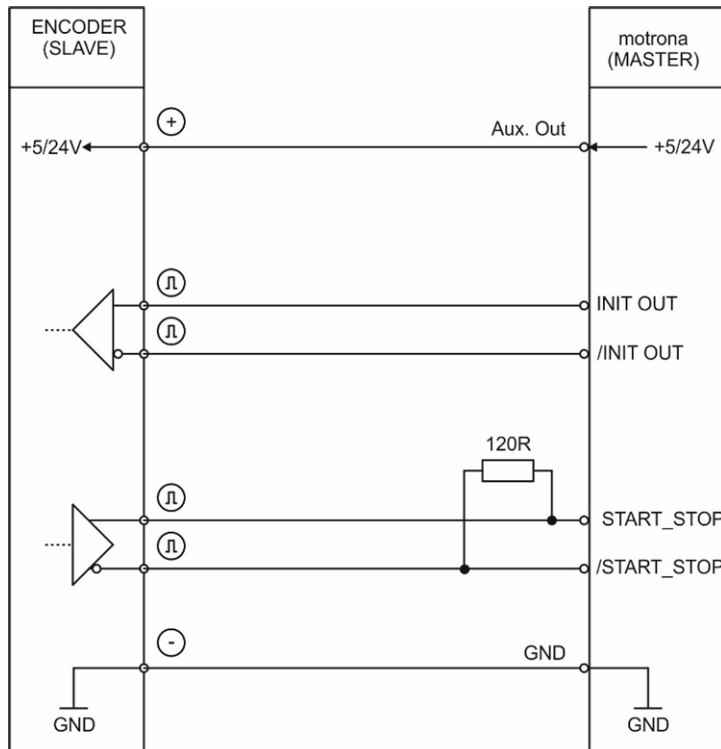 ENCODER
(SLAVE)
motrona
(MASTER)
+
Aux. Out
+5/24V
+5/24V
INIT OUT
/INIT OUT
120R
START_STOP
/START_STOP
-
GND
GND
GND